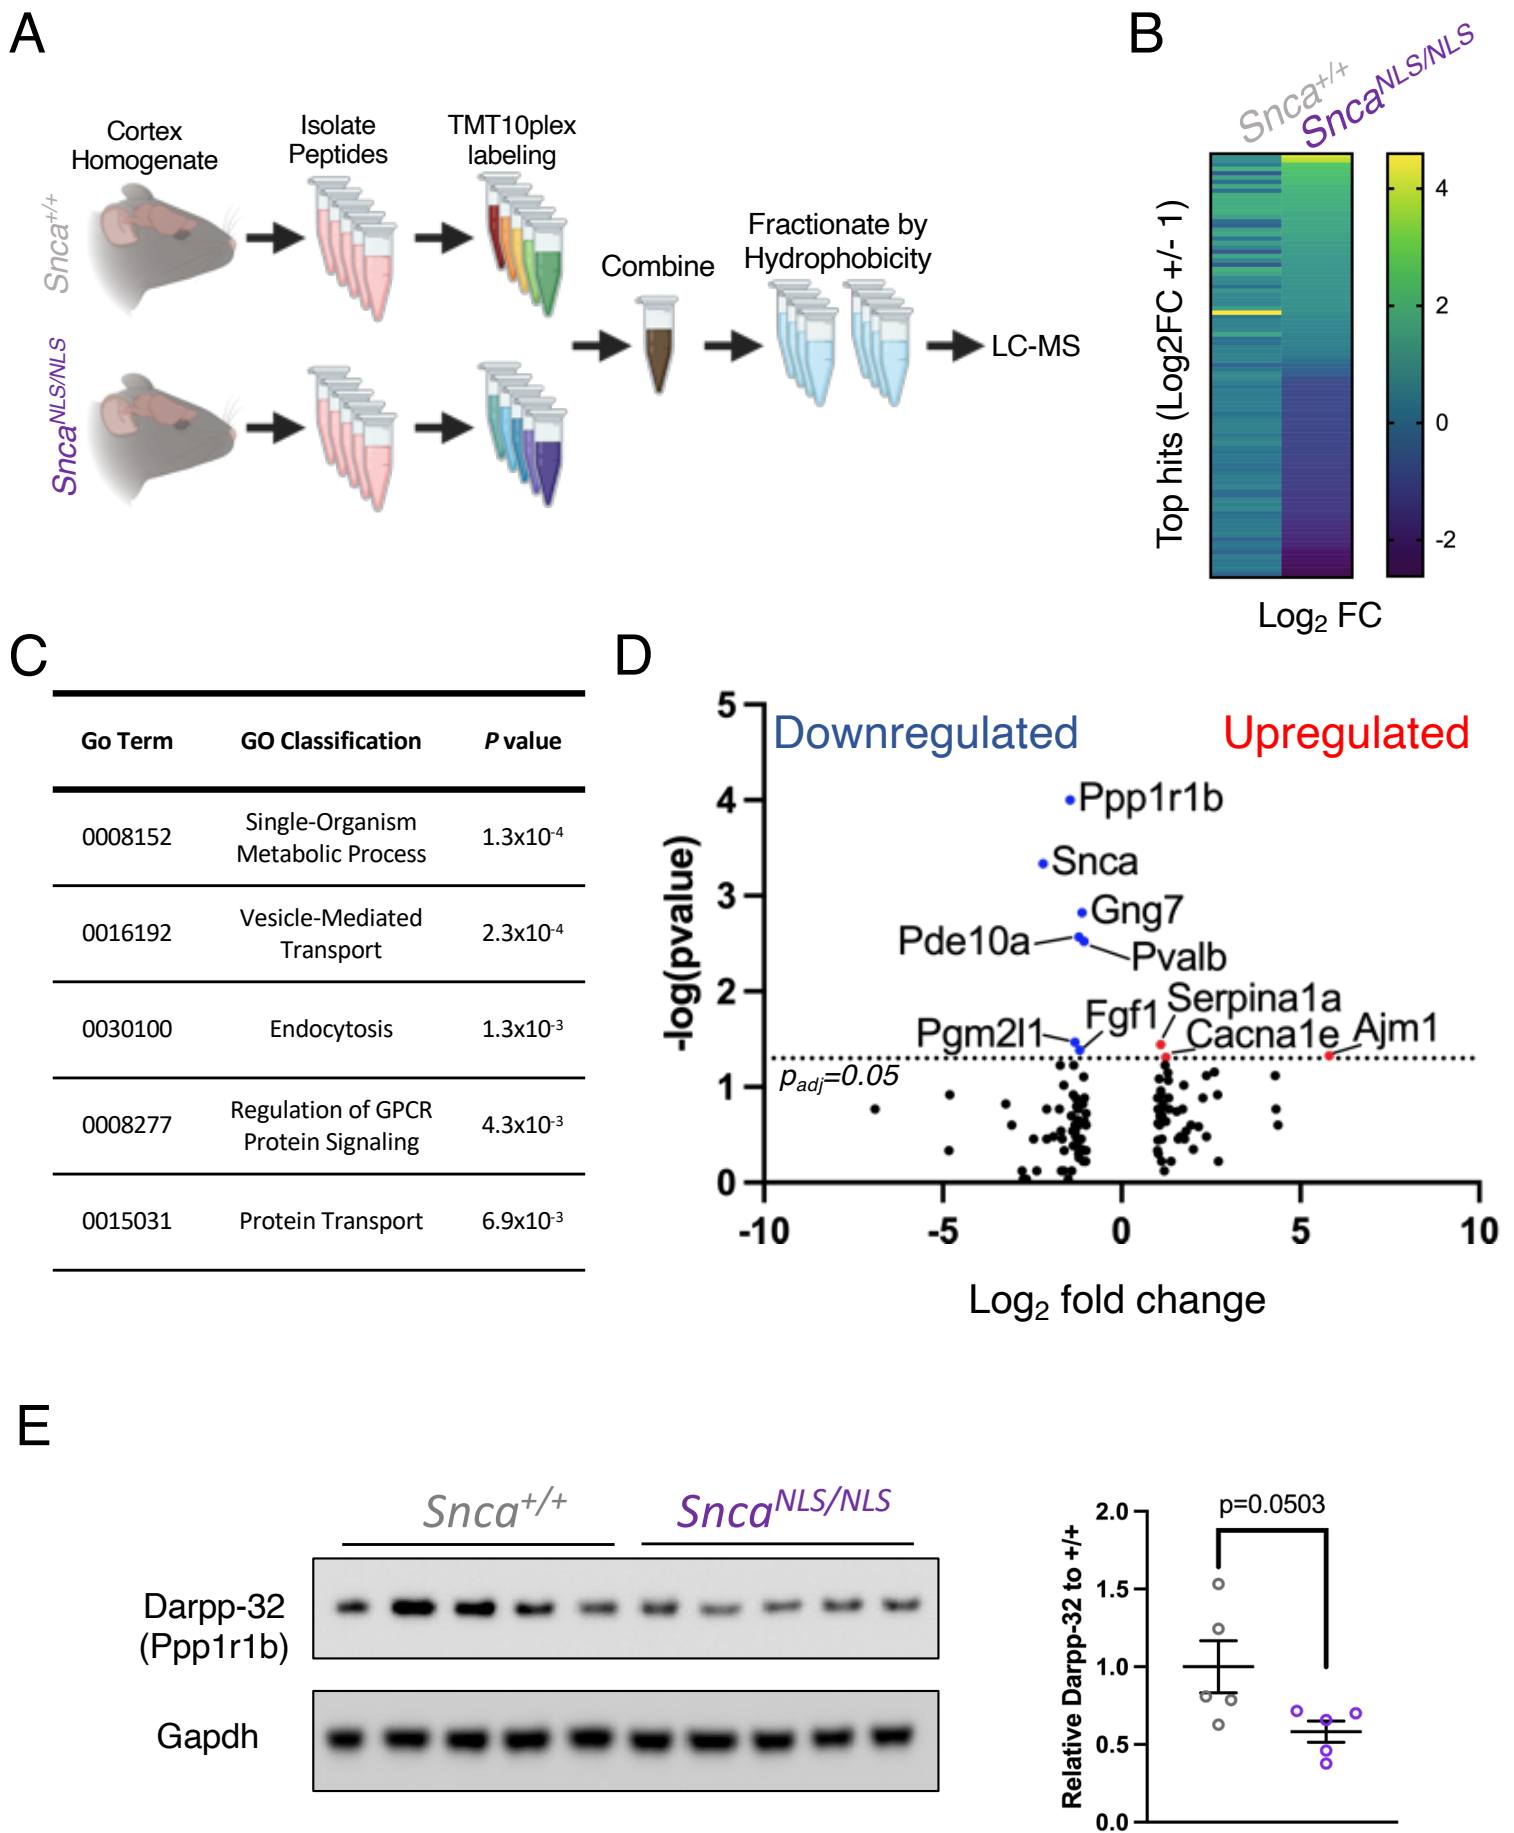 A
Cortex
Homogenate
Isolate
Peptides
TMT10plex
labeling
Snca+/+
Combine
Fractionate by
Hydrophobicity
LC-MS
SncaNLS/NLS
B
Snca+/+
SncaNLS/NLS
Top hits (Log2FC +/- 1)
4
2
0
-2
Log2 FC
C
Go Term GO Classification P value
0008152 Single-Organism Metabolic Process 1.3x10-4
0016192 Vesicle-Mediated Transport 2.3x10-4
0030100 Endocytosis 1.3x10-3
0008277 Regulation of GPCR Protein Signaling 4.3x10-3
0015031 Protein Transport 6.9x10-3
D
Downregulated
Upregulated
-log(pvalue)
5
4
3
2
1
0
Ppp1r1b
Snca
Gng7
Pde10a
Pvalb
Serpina1a
Fgf1
Pgm2l1
Cacna1e
Ajm1
padj=0.05
-10 -5 0 5 10
Log2 fold change
E
Snca+/+
SncaNLS/NLS
Darpp-32
(Ppp1r1b)
Gapdh
p=0.0503
Relative Darpp-32 to +/+
2.0
1.5
1.0
0.5
0.0